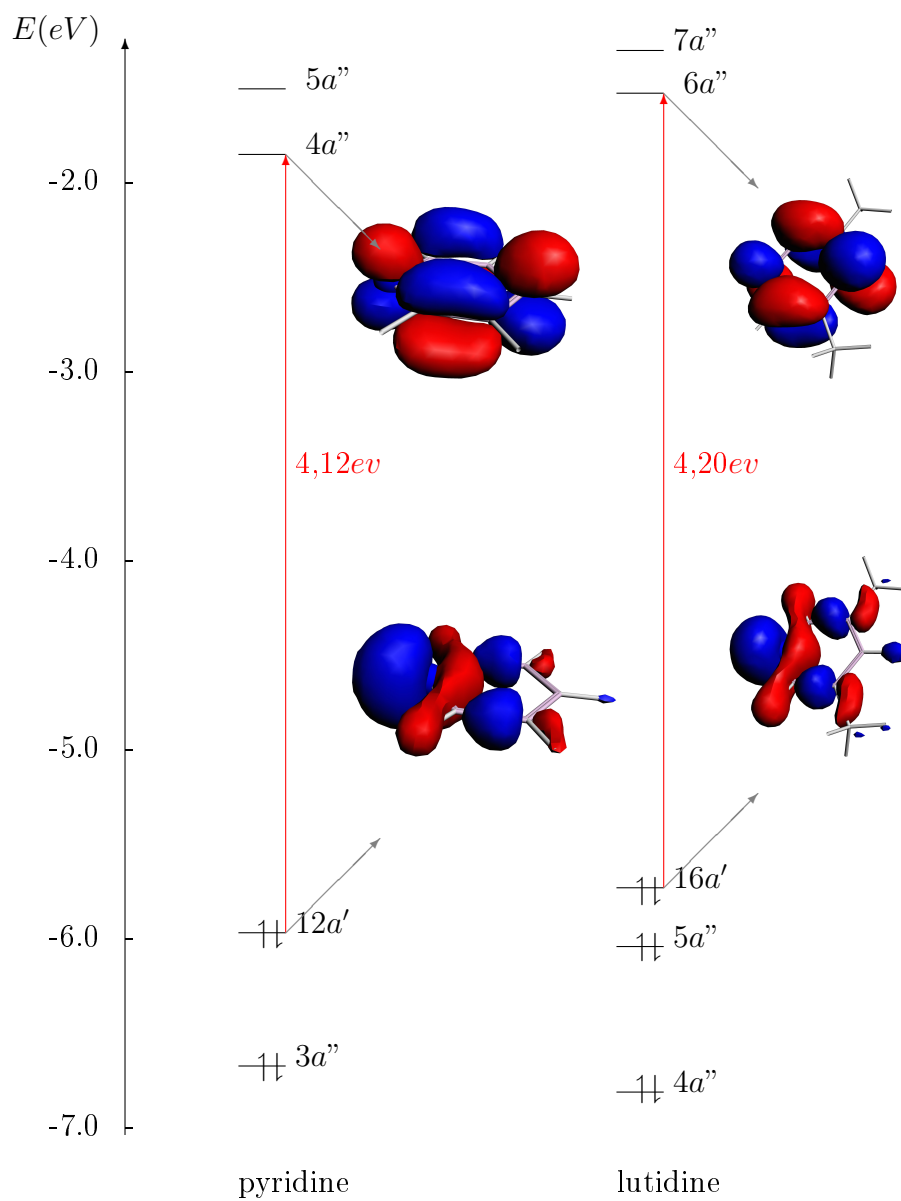 E(eV)
7a”
5a”
6a”
4a”
-2.0
-3.0
4,12ev
4,20ev
-4.0
-5.0
16a′
12a′
-6.0
5a”
3a”
4a”
-7.0
pyridine
lutidine